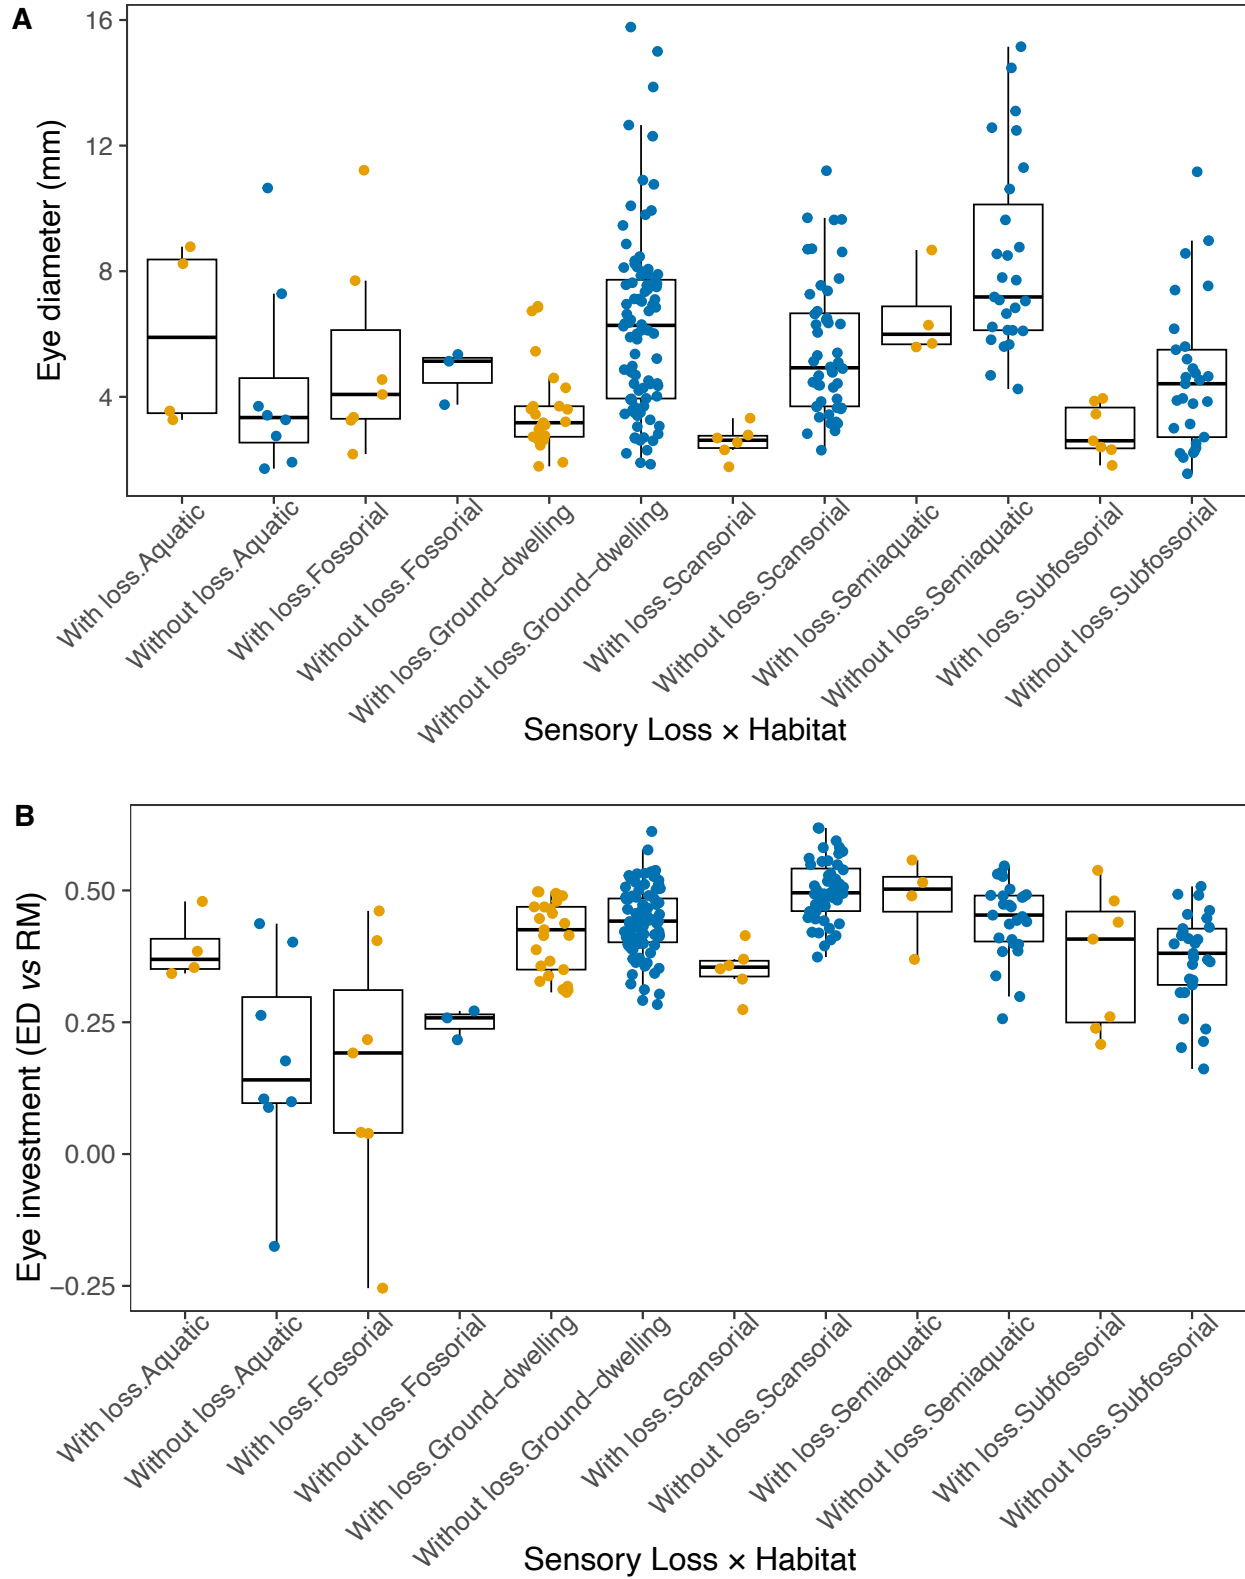 A
16
12
8
4
Eye diameter (mm)
With loss.Aquatic
Without loss.Aquatic
With loss.Fossorial
Without loss.Fossorial
With loss.Ground−dwelling
Without loss.Ground−dwelling
With loss.Scansorial
Without loss.Scansorial
With loss.Semiaquatic
Without loss.Semiaquatic
With loss.Subfossorial
Without loss.Subfossorial
Sensory Loss × Habitat
B
0.50
0.25
0.00
−0.25
Eye investment (ED vs RM)
With loss.Aquatic
Without loss.Aquatic
With loss.Fossorial
Without loss.Fossorial
With loss.Ground−dwelling
Without loss.Ground−dwelling
With loss.Scansorial
Without loss.Scansorial
With loss.Semiaquatic
Without loss.Semiaquatic
With loss.Subfossorial
Without loss.Subfossorial
Sensory Loss × Habitat